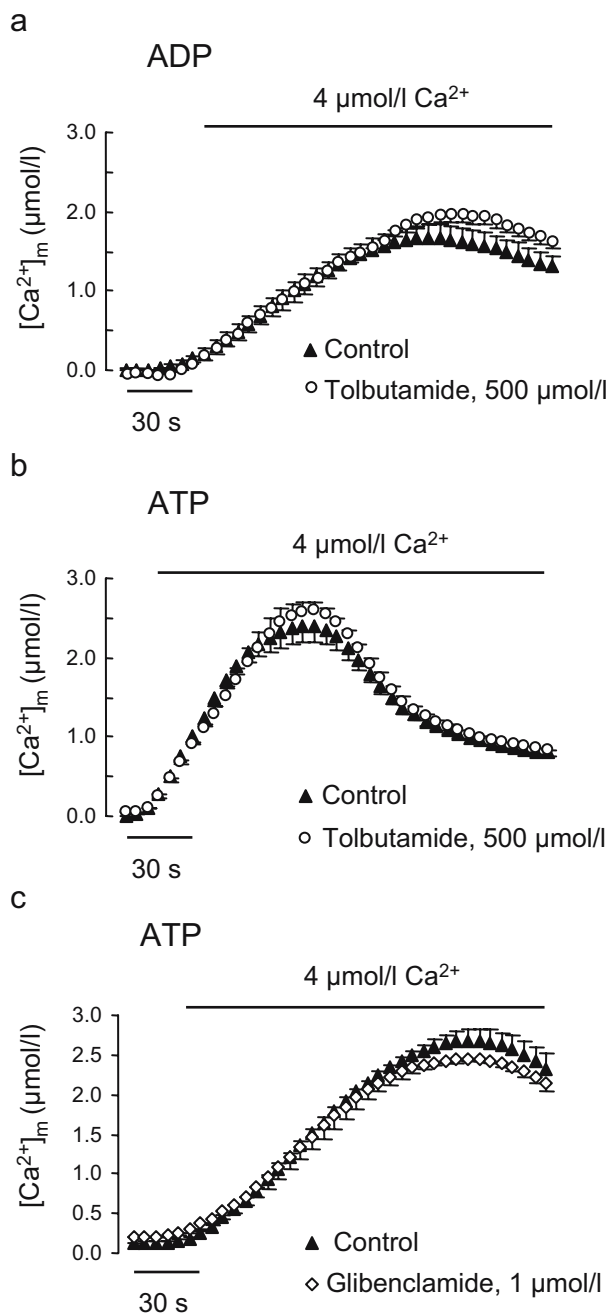 a
ADP
4 µmol/l Ca²⁺
3.0
2.0
1.0
0.0
[Ca²⁺]ₘ (µmol/l)
▲ Control
○ Tolbutamide, 500 µmol/l
30 s
b
ATP
4 µmol/l Ca²⁺
3.0
2.0
1.0
0.0
[Ca²⁺]ₘ (µmol/l)
▲ Control
○ Tolbutamide, 500 µmol/l
30 s
c
ATP
4 µmol/l Ca²⁺
3.0
2.5
2.0
1.5
1.0
0.5
0.0
[Ca²⁺]ₘ (µmol/l)
▲ Control
◇ Glibenclamide, 1 µmol/l
30 s